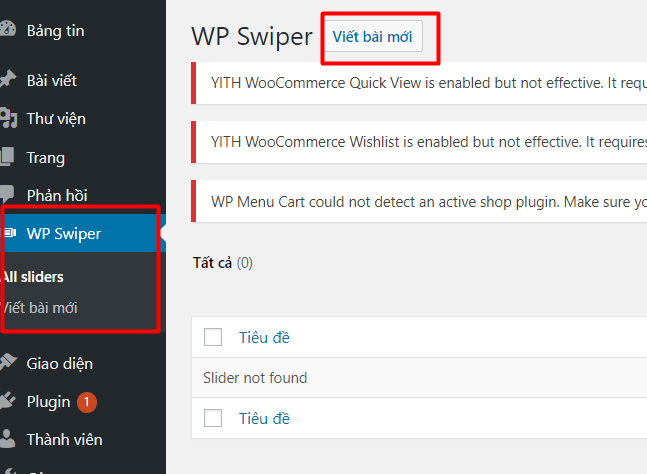 Bảng tin
Bài viết
Thư viện
Trang
Phản hồi
WP Swiper
All sliders
Viết bài mới
Giao diện
Plugin 1
Thành viên
WP Swiper Viết bài mới
YITH WooCommerce Quick View is enabled but not effective. It requ
YITH WooCommerce Wishlist is enabled but not effective. It requires
WP Menu Cart could not detect an active shop plugin. Make sure yo
Tất cả (0)
Tiêu đề
Slider not found
Tiêu đề